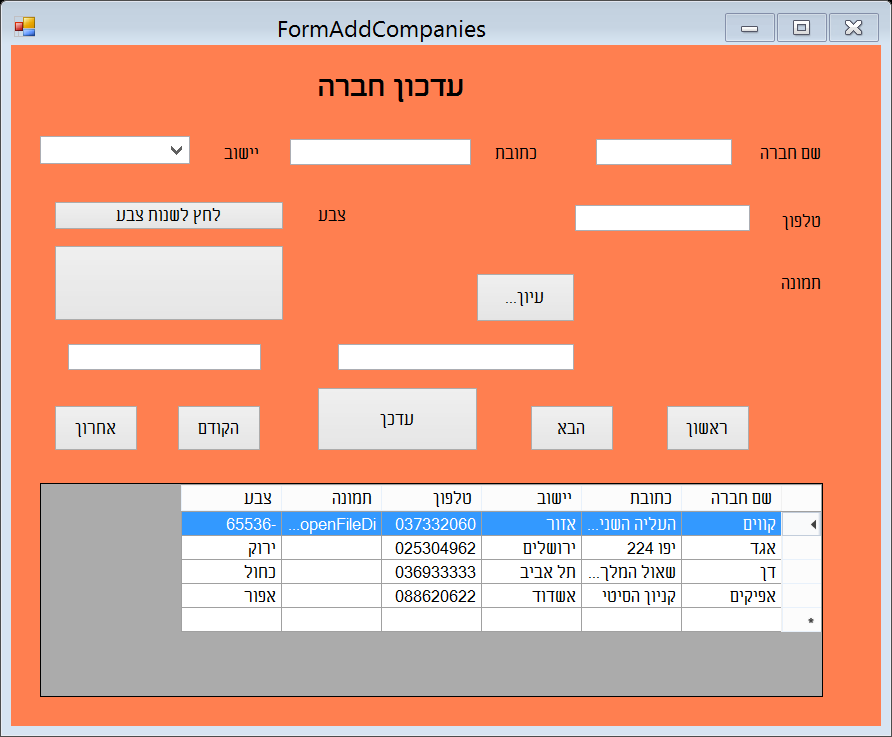 FormAddCompanies
עדכון חברה
שם חברה כתובת יישוב
טלפון צבע לחץ לשנות צבע
תמונה עיון...
ראשון הבא עדכן הקודם אחרון
שם חברה כתובת יישוב טלפון תמונה צבע
קווים העליה השני... אזור 037332060 openFileDi... -65536
אגד יפו 224 ירושלים 025304962 ירוק
דן שאול המלך... תל אביב 036933333 כחול
אפיקים קניון הסיטי אשדוד 088620622 אפור